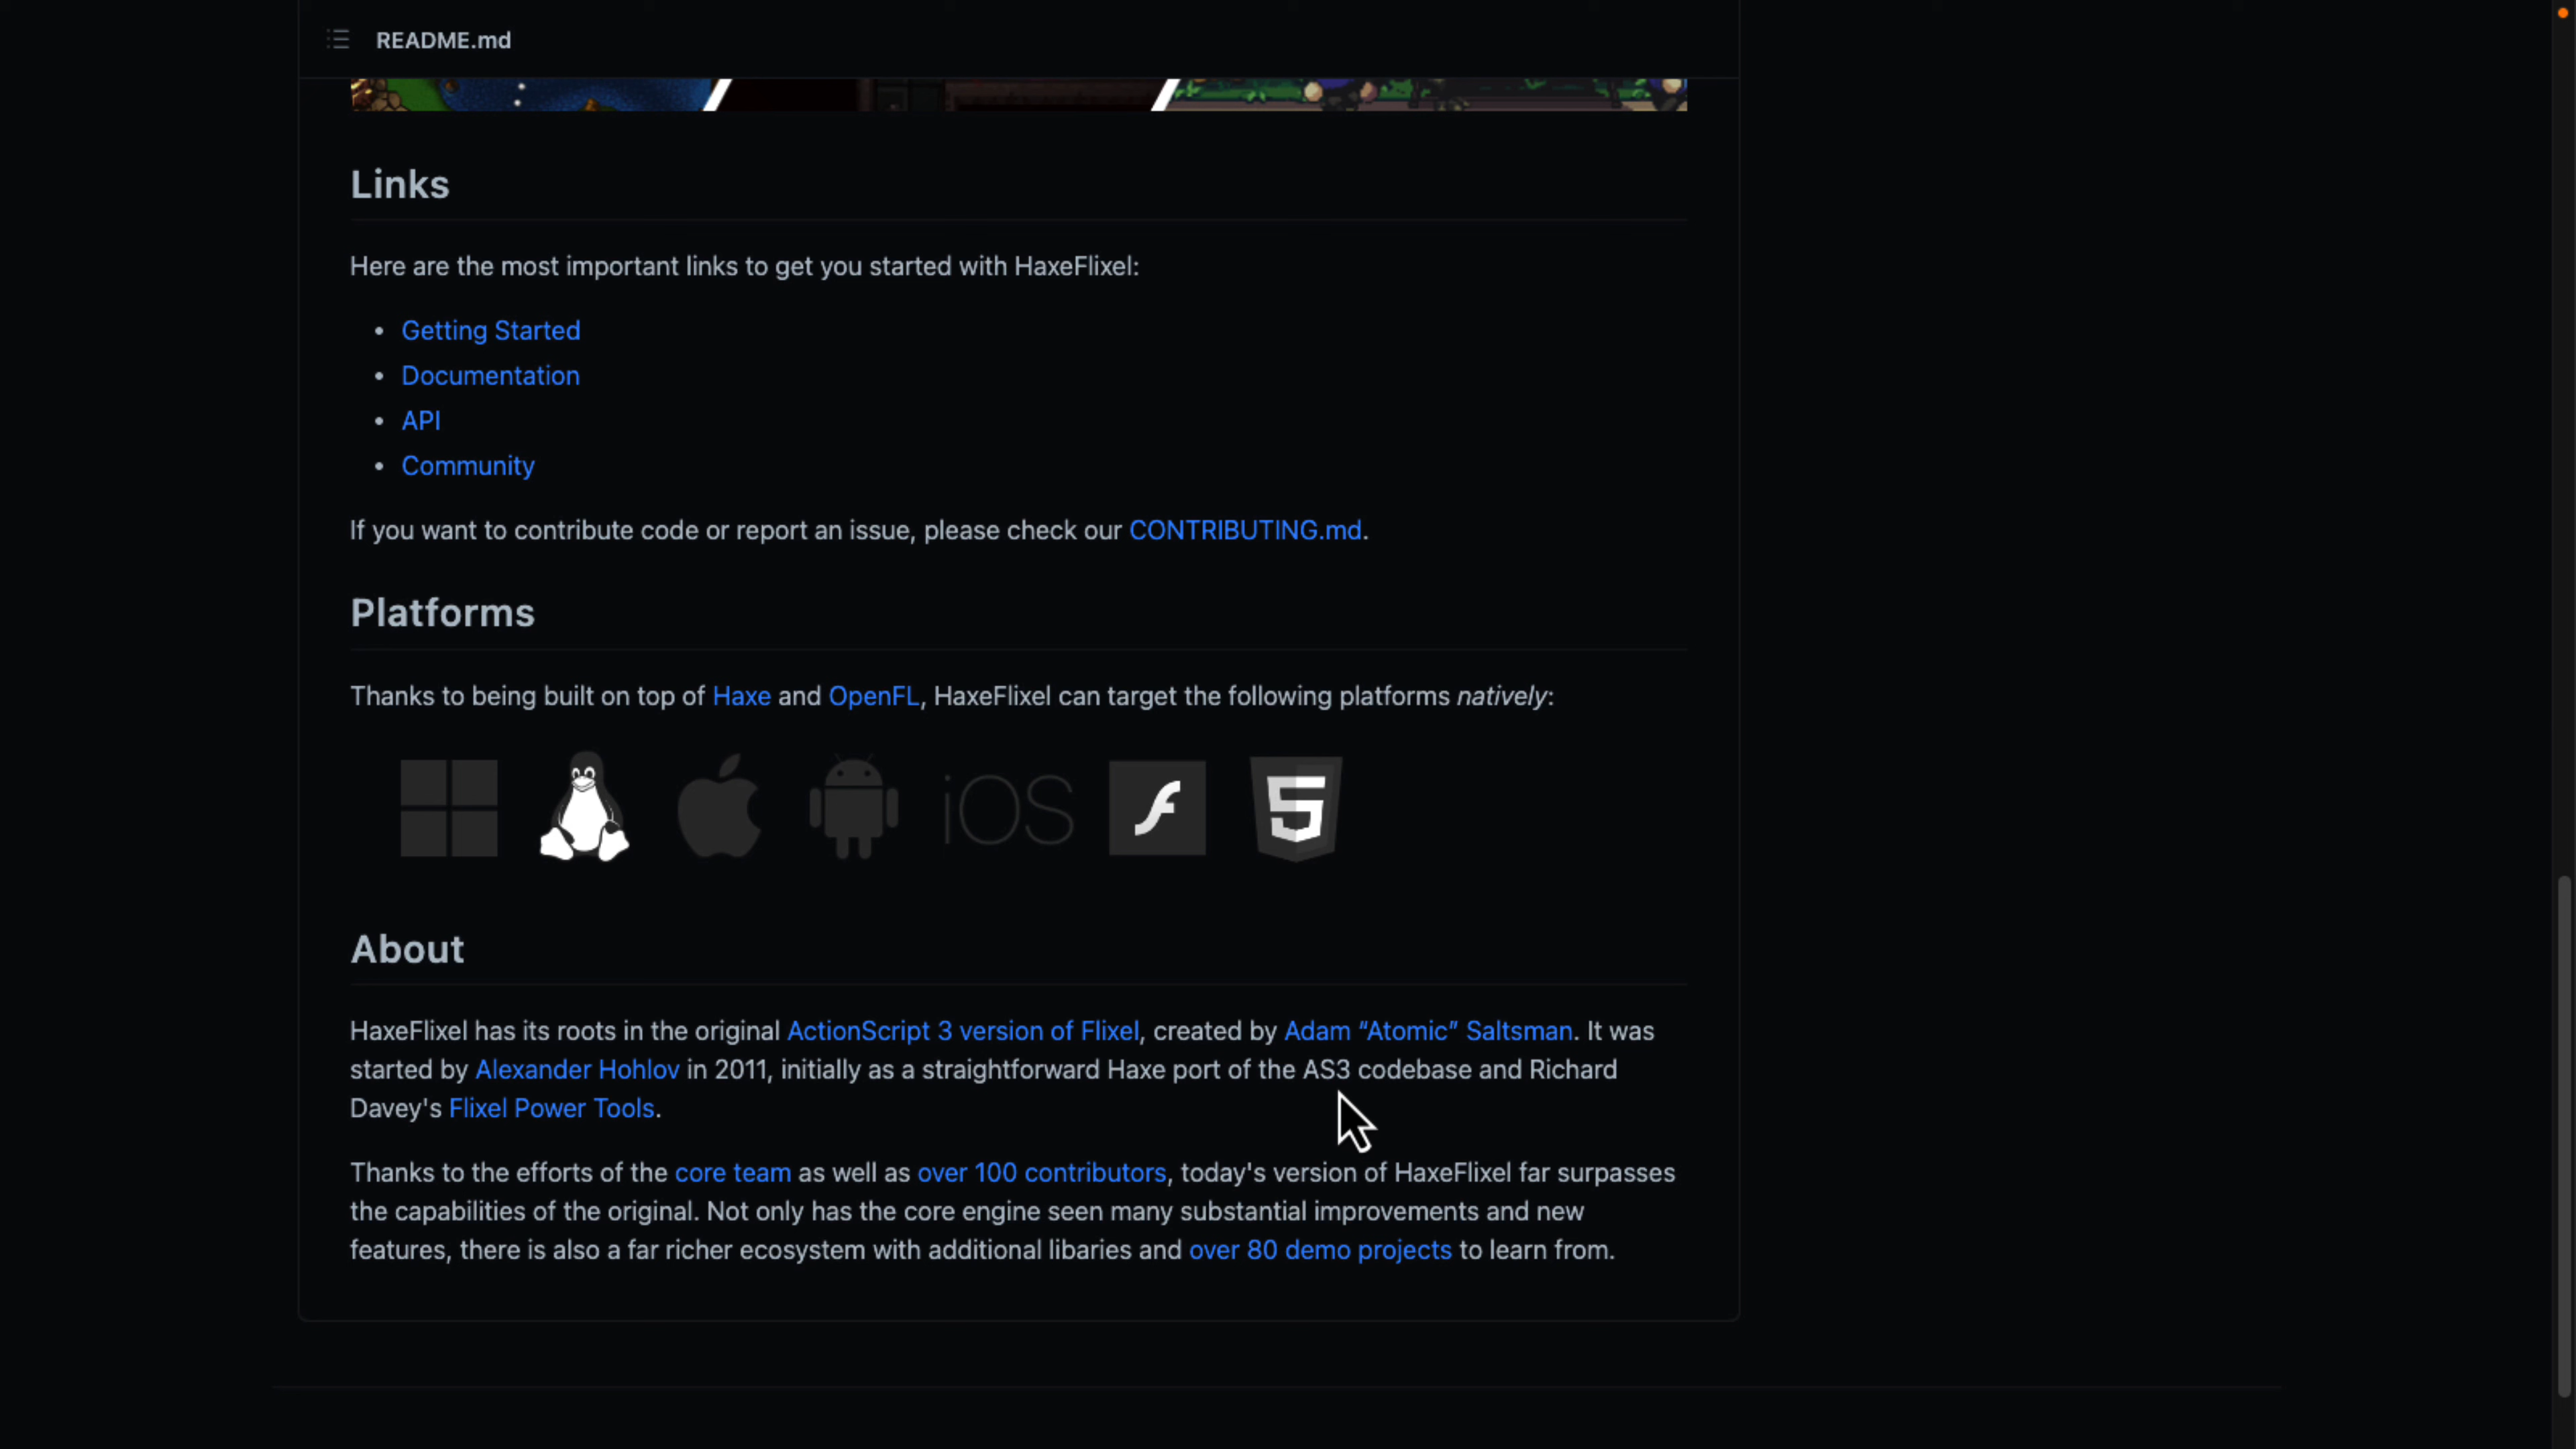 README.md
Links
Here are the most important links to get you started with HaxeFlixel:
• Getting Started
• Documentation
• API
• Community
If you want to contribute code or report an issue, please check our CONTRIBUTING.md.
Platforms
Thanks to being built on top of Haxe and OpenFL, HaxeFlixel can target the following platforms natively:
iOS
About
HaxeFlixel has its roots in the original ActionScript 3 version of Flixel, created by Adam “Atomic” Saltsman. It was
started by Alexander Hohlov in 2011, initially as a straightforward Haxe port of the AS3 codebase and Richard
Davey's Flixel Power Tools.
Thanks to the efforts of the core team as well as over 100 contributors, today's version of HaxeFlixel far surpasses
the capabilities of the original. Not only has the core engine seen many substantial improvements and new
features, there is also a far richer ecosystem with additional libaries and over 80 demo projects to learn from.